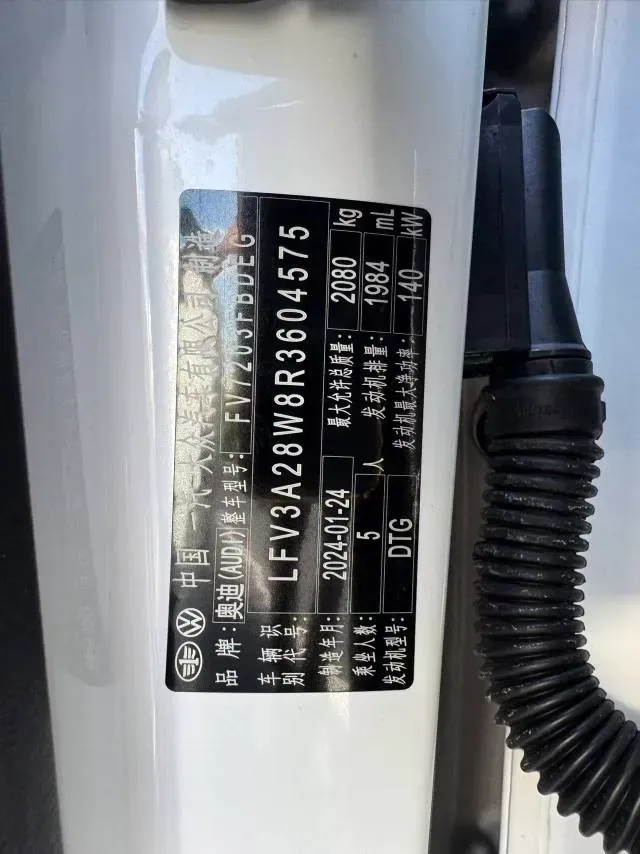 中国 一汽-大众汽车有限公司 制造
品牌:奥迪(AUDI) 整车型号: FV7203FBDEG
车辆识别代号: LFV3A28W8R3604575
制造年月: 2024-01-24 最大允许总质量: 2080 kg
乘坐人数: 5 人 发动机排量: 1984 mL
发动机型号: DTG 发动机最大净功率: 140 kW